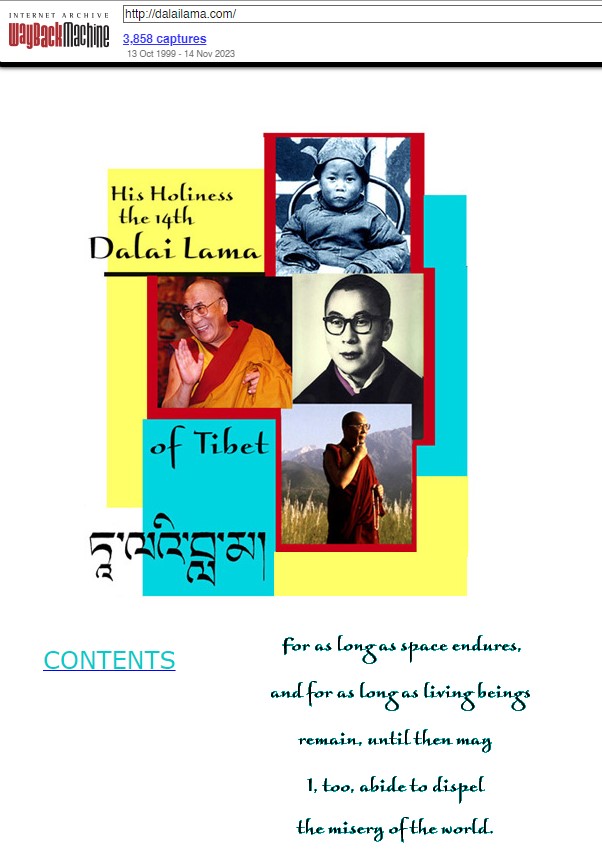 INTERNET ARCHIVE
WayBackMachine
http://dalailama.com/
3,858 captures
13 Oct 1999 - 14 Nov 2023
His Holiness
the 14th
Dalai Lama
of Tibet
ཏཱ་ལའི་བླ་མ།
CONTENTS
For as long as space endures,
and for as long as living beings
remain, until then may
I, too, abide to dispel
the misery of the world.